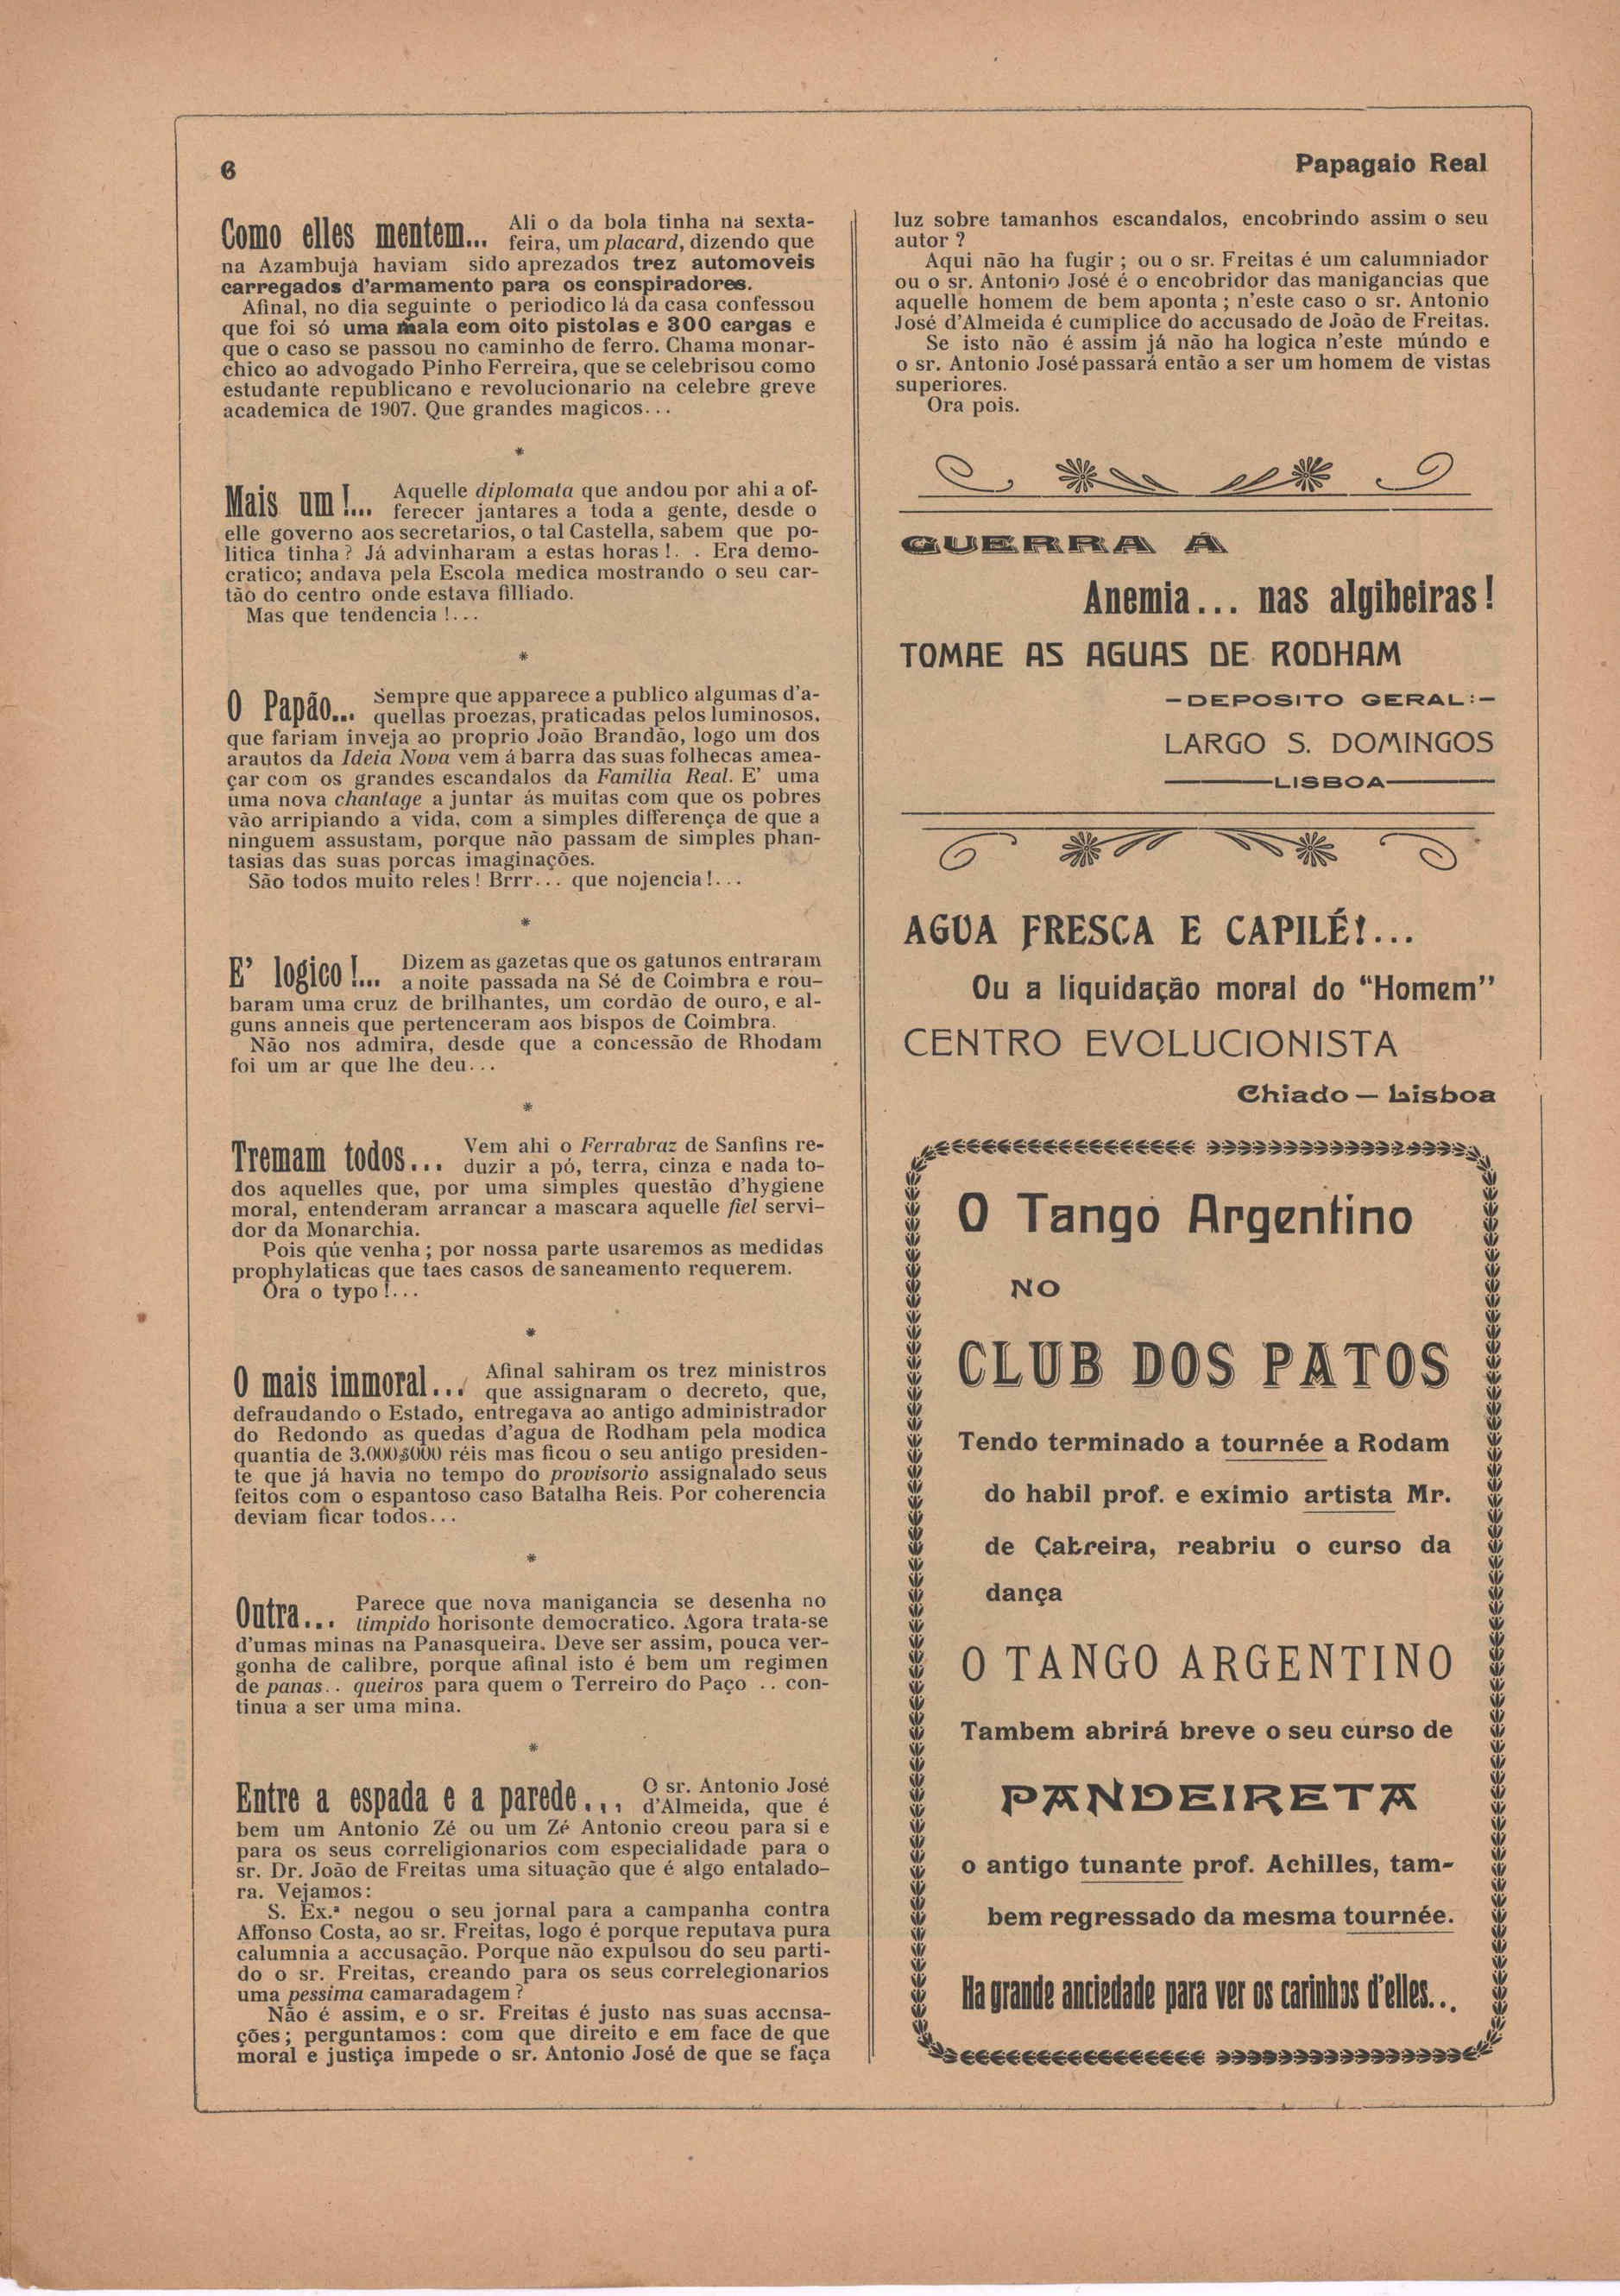 6
Papagaio Real
Como elles mentem... Ali o da bola tinha na sexta-
feira, um placard, dizendo que
na Azambuja haviam sido aprezados trez automoveis
carregados d'armamento para os conspiradores.
Afinal, no dia seguinte o periodico lá da casa confessou
que foi só uma mala com oito pistolas e 300 cargas e
que o caso se passou no caminho de ferro. Chama monar-
chico ao advogado Pinho Ferreira, que se celebrisou como
estudante republicano e revolucionario na celebre greve
academica de 1907. Que grandes magicos...
*
Mais um!... Aquelle diplomata que andou por ahi a of-
ferecer jantares a toda a gente, desde o
elle governo aos secretarios, o tal Castella, sabem que po-
litica tinha? Já advinharam a estas horas!. . Era demo-
cratico; andava pela Escola medica mostrando o seu car-
tão do centro onde estava filliado.
Mas que tendencia!...
*
O Papão... Sempre que apparece a publico algumas d'a-
quellas proezas, praticadas pelos luminosos,
que fariam inveja ao proprio João Brandão, logo um dos
arautos da Ideia Nova vem á barra das suas folhecas amea-
çar com os grandes escandalos da Familia Real. E' uma
uma nova chantage a juntar ás muitas com que os pobres
vão arripiando a vida, com a simples differença de que a
ninguem assustam, porque não passam de simples phan-
tasias das suas porcas imaginações.
São todos muito reles! Brrr... que nojencia!...
*
E' logico!... Dizem as gazetas que os gatunos entraram
a noite passada na Sé de Coimbra e rou-
baram uma cruz de brilhantes, um cordão de ouro, e al-
guns anneis que pertenceram aos bispos de Coimbra.
Não nos admira, desde que a concessão de Rhodam
foi um ar que lhe deu...
*
Tremam todos... Vem ahi o Ferrabraz de Sanfins re-
duzir a pó, terra, cinza e nada to-
dos aquelles que, por uma simples questão d'hygiene
moral, entenderam arrancar a mascara aquelle fiel servi-
dor da Monarchia.
Pois que venha; por nossa parte usaremos as medidas
prophylaticas que taes casos de saneamento requerem.
Ora o typo!...
*
O mais immoral... Afinal sahiram os trez ministros
que assignaram o decreto, que,
defraudando o Estado, entregava ao antigo administrador
do Redondo as quedas d'agua de Rodham pela modica
quantia de 3.000$000 réis mas ficou o seu antigo presiden-
te que já havia no tempo do provisorio assignalado seus
feitos com o espantoso caso Batalha Reis. Por coherencia
deviam ficar todos...
*
Outra... Parece que nova manigancia se desenha no
limpido horisonte democratico. Agora trata-se
d'umas minas na Panasqueira. Deve ser assim, pouca ver-
gonha de calibre, porque afinal isto é bem um regimen
de panas.. queiros para quem o Terreiro do Paço .. con-
tinua a ser uma mina.
*
Entre a espada e a parede... O sr. Antonio José
d'Almeida, que é
bem um Antonio Zé ou um Zé Antonio creou para si e
para os seus correligionarios com especialidade para o
sr. Dr. João de Freitas uma situação que é algo entalado-
ra. Vejamos:
S. Ex.ª negou o seu jornal para a campanha contra
Affonso Costa, ao sr. Freitas, logo é porque reputava pura
calumnia a accusação. Porque não expulsou do seu parti-
do o sr. Freitas, creando para os seus correlegionarios
uma pessima camaradagem?
Não é assim, e o sr. Freitas é justo nas suas accnsa-
ções; perguntamos: com que direito e em face de que
moral e justiça impede o sr. Antonio José de que se faça
luz sobre tamanhos escandalos, encobrindo assim o seu
autor?
Aqui não ha fugir; ou o sr. Freitas é um calumniador
ou o sr. Antonio José é o encobridor das manigancias que
aquelle homem de bem aponta; n'este caso o sr. Antonio
José d'Almeida é cumplice do accusado de João de Freitas.
Se isto não é assim já não ha logica n'este múndo e
o sr. Antonio José passará então a ser um homem de vistas
superiores.
Ora pois.
GUERRA Á
Anemia... nas algibeiras!
TOMAE AS AGUAS DE RODHAM
—DEPOSITO GERAL:—
LARGO S. DOMINGOS
LISBOA
AGUA FRESCA E CAPILÉ!...
Ou a liquidação moral do "Homem"
CENTRO EVOLUCIONISTA
Chiado — Lisboa
O Tango Argentino
NO
CLUB DOS PATOS
Tendo terminado a tournée a Rodam
do habil prof. e eximio artista Mr.
de Cabreira, reabriu o curso da
dança
O TANGO ARGENTINO
Tambem abrirá breve o seu curso de
PANDEIRETA
o antigo tunante prof. Achilles, tam-
bem regressado da mesma tournée.
Ha grande anciedade para ver os carinhos d'elles...